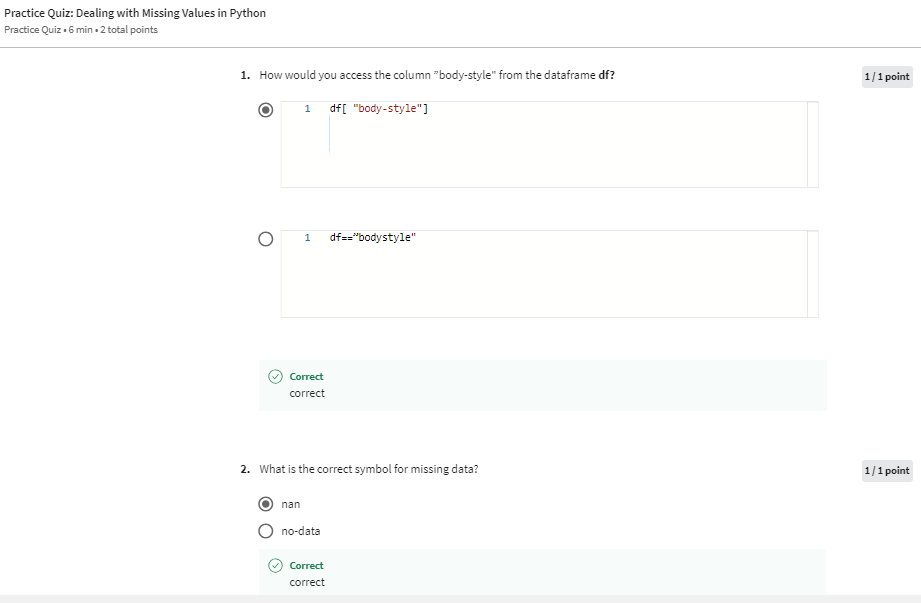 Practice Quiz: Dealing with Missing Values in Python
Practice Quiz • 6 min • 2 total points
1. How would you access the column "body-style" from the dataframe df?
1 / 1 point
1 df[ "body-style"]
1 df=="bodystyle"
Correct
correct
2. What is the correct symbol for missing data?
1 / 1 point
nan
no-data
Correct
correct